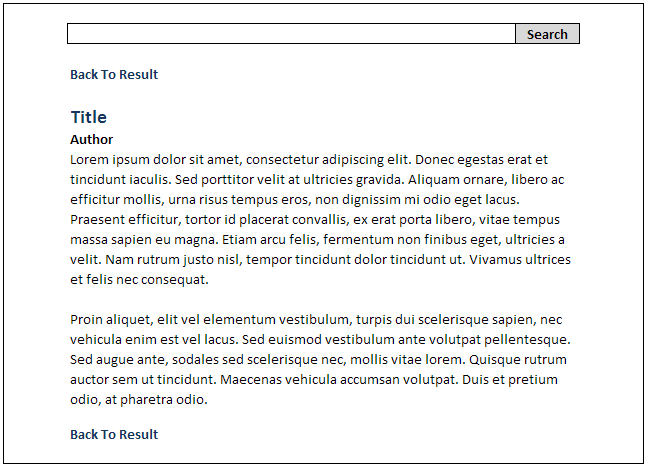 Search
Back To Result
Title
Author
Lorem ipsum dolor sit amet, consectetur adipiscing elit. Donec egestas erat et
tincidunt iaculis. Sed porttitor velit at ultricies gravida. Aliquam ornare, libero ac
efficitur mollis, urna risus tempus eros, non dignissim mi odio eget lacus.
Praesent efficitur, tortor id placerat convallis, ex erat porta libero, vitae tempus
massa sapien eu magna. Etiam arcu felis, fermentum non finibus eget, ultricies a
velit. Nam rutrum justo nisl, tempor tincidunt dolor tincidunt ut. Vivamus ultrices
et felis nec consequat.
Proin aliquet, elit vel elementum vestibulum, turpis dui scelerisque sapien, nec
vehicula enim est vel lacus. Sed euismod vestibulum ante volutpat pellentesque.
Sed augue ante, sodales sed scelerisque nec, mollis vitae lorem. Quisque rutrum
auctor sem ut tincidunt. Maecenas vehicula accumsan volutpat. Duis et pretium
odio, at pharetra odio.
Back To Result